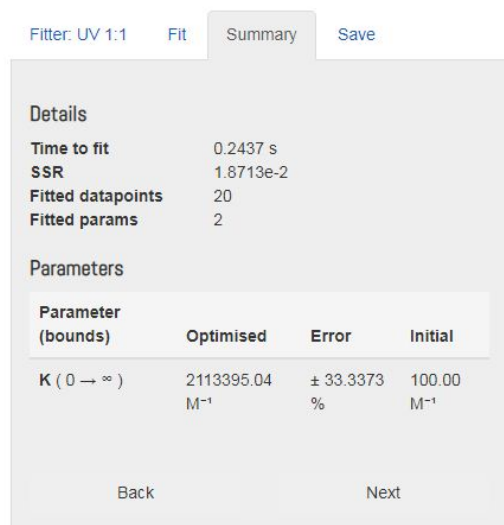 Fitter: UV 1:1 Fit Summary Save
Details
Time to fit 0.2437 s
SSR 1.8713e-2
Fitted datapoints 20
Fitted params 2
Parameters
Parameter
(bounds) Optimised Error Initial
K ( 0 → ∞ ) 2113395.04 ± 33.3373 100.00
M⁻¹ % M⁻¹
Back Next